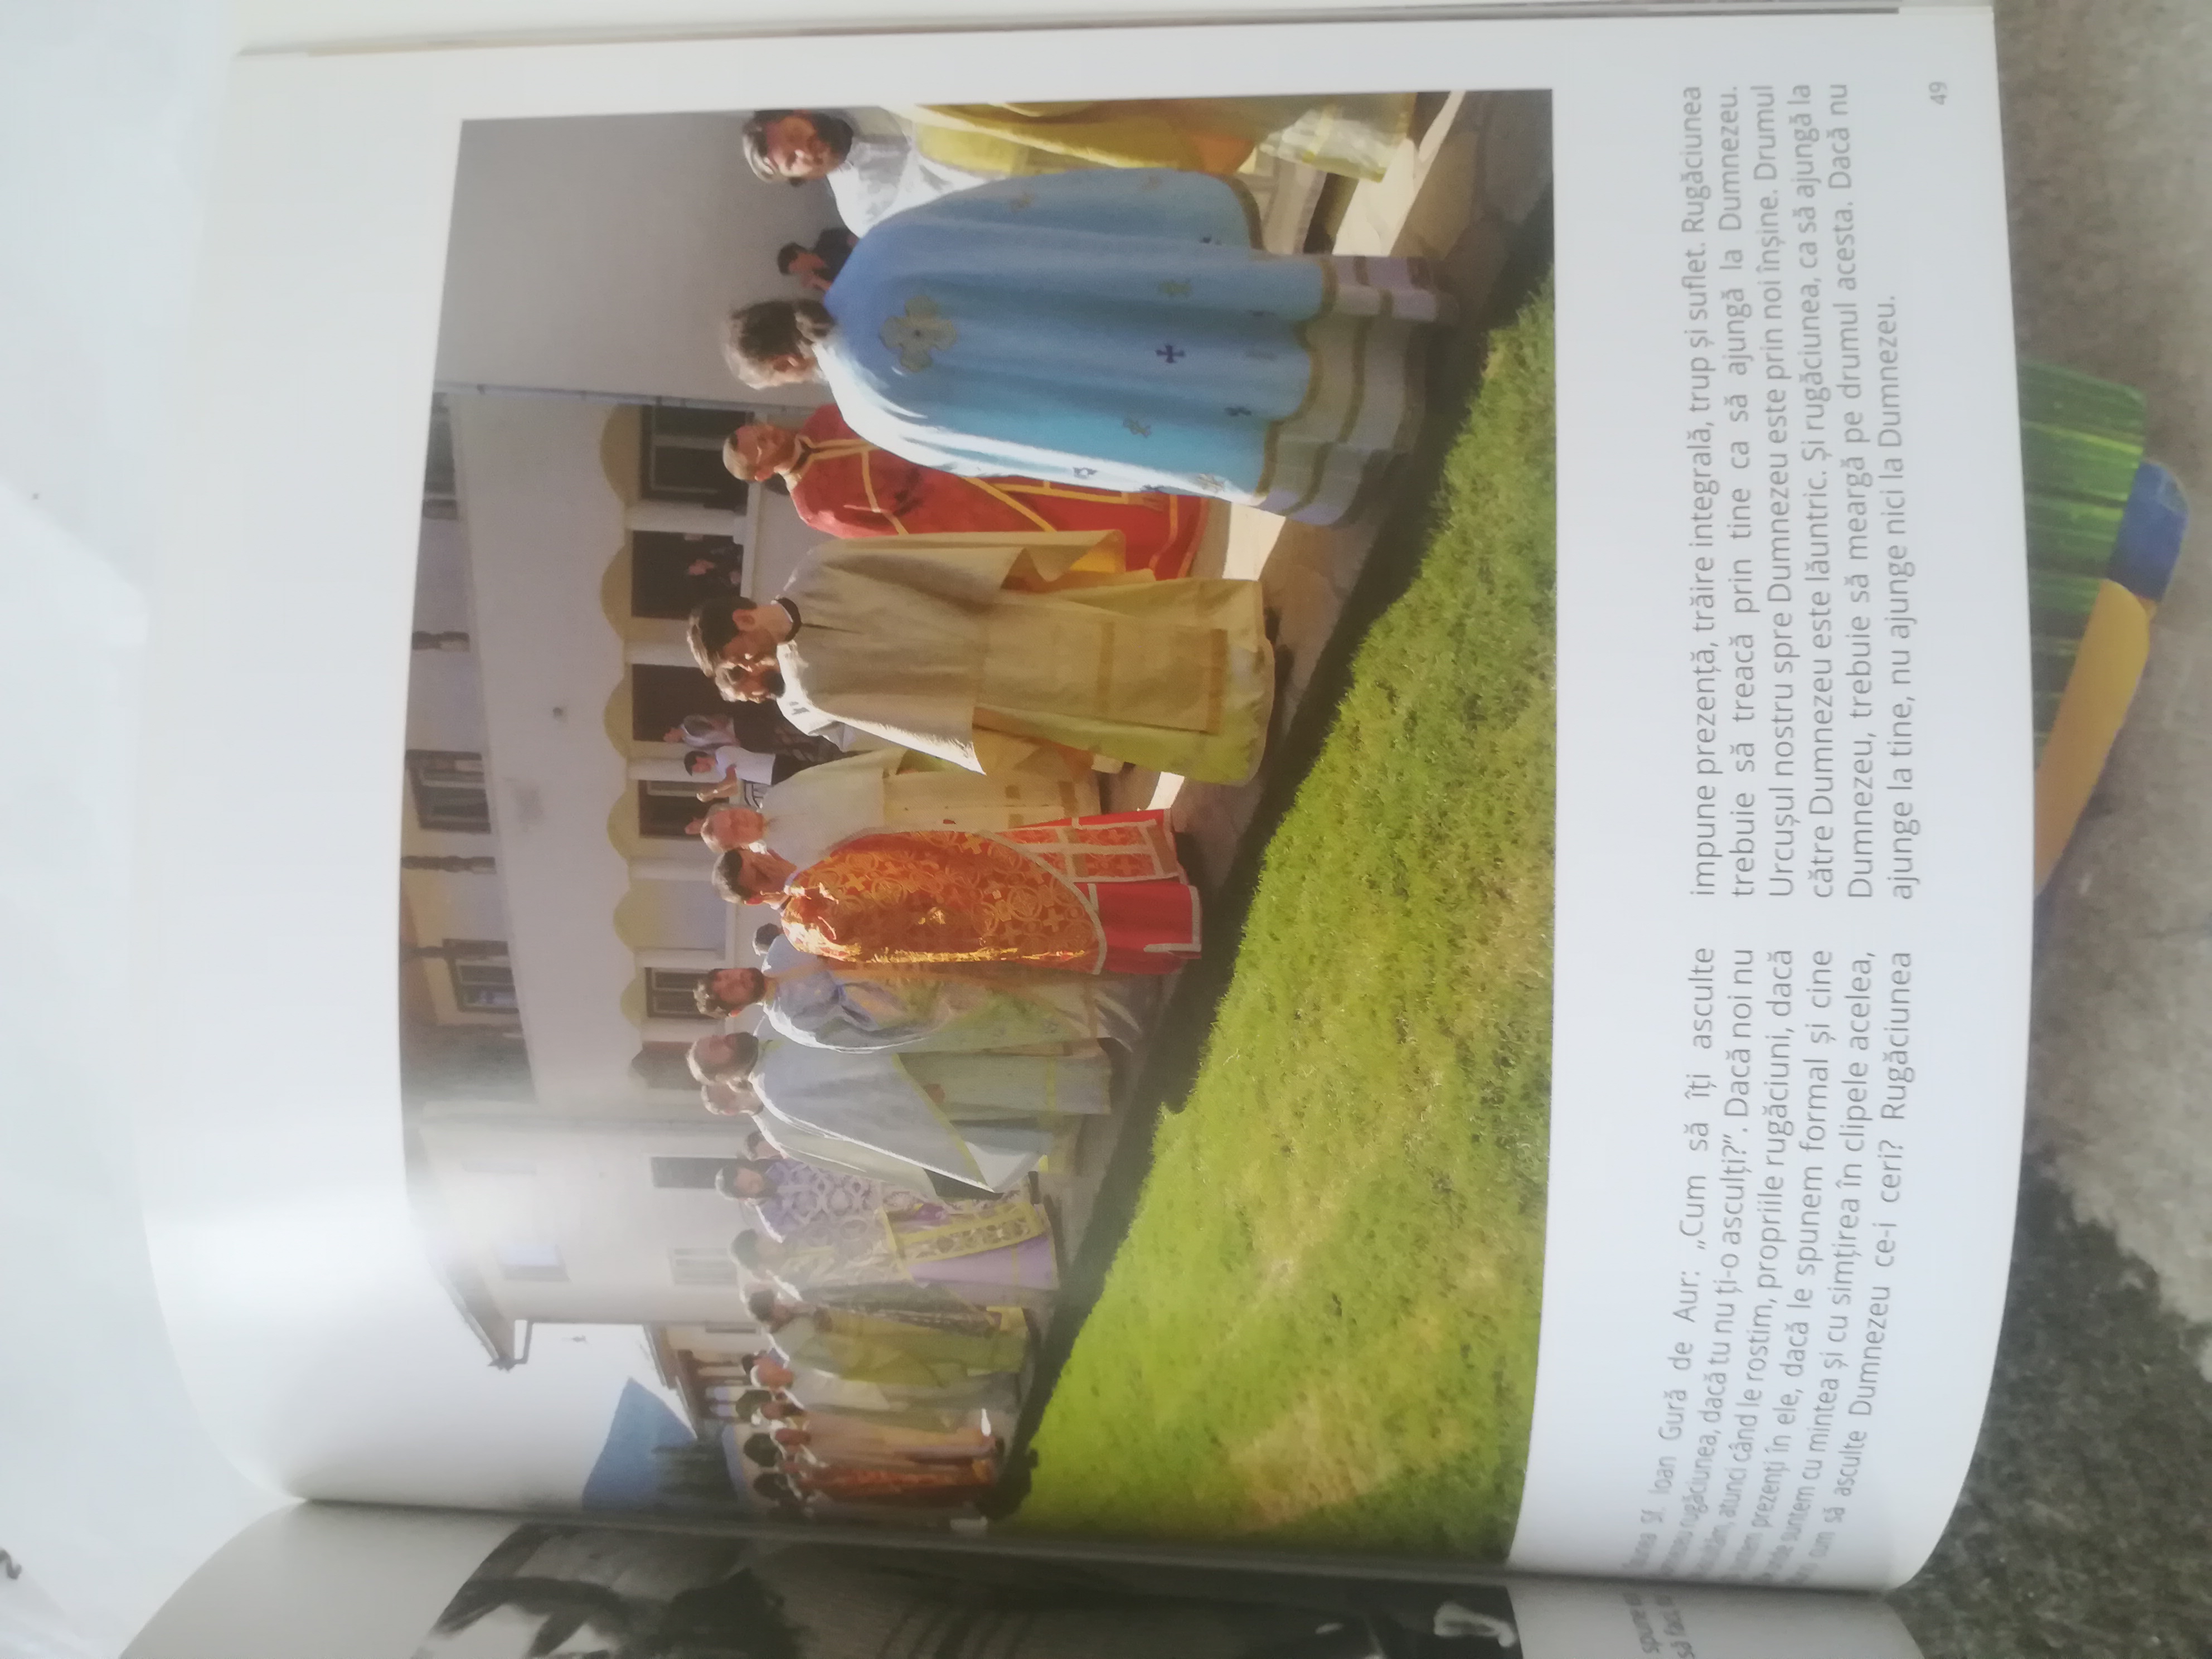 spune
să faci,
Sf. Ioan Gură de Aur: „Cum să îți asculte
rugăciunea, dacă tu nu ți-o asculți?”. Dacă noi nu
atunci când le rostim, propriile rugăciuni, dacă
prezenți în ele, dacă le spunem formal și cine
suntem cu mintea și cu simțirea în clipele acelea,
cum să asculte Dumnezeu ce-i ceri? Rugăciunea
impune prezență, trăire integrală, trup și suflet. Rugăciunea
trebuie să treacă prin tine ca să ajungă la Dumnezeu.
Urcușul nostru spre Dumnezeu este prin noi înșine. Drumul
către Dumnezeu este lăuntric. Și rugăciunea, ca să ajungă la
Dumnezeu, trebuie să meargă pe drumul acesta. Dacă nu
ajunge la tine, nu ajunge nici la Dumnezeu.
49